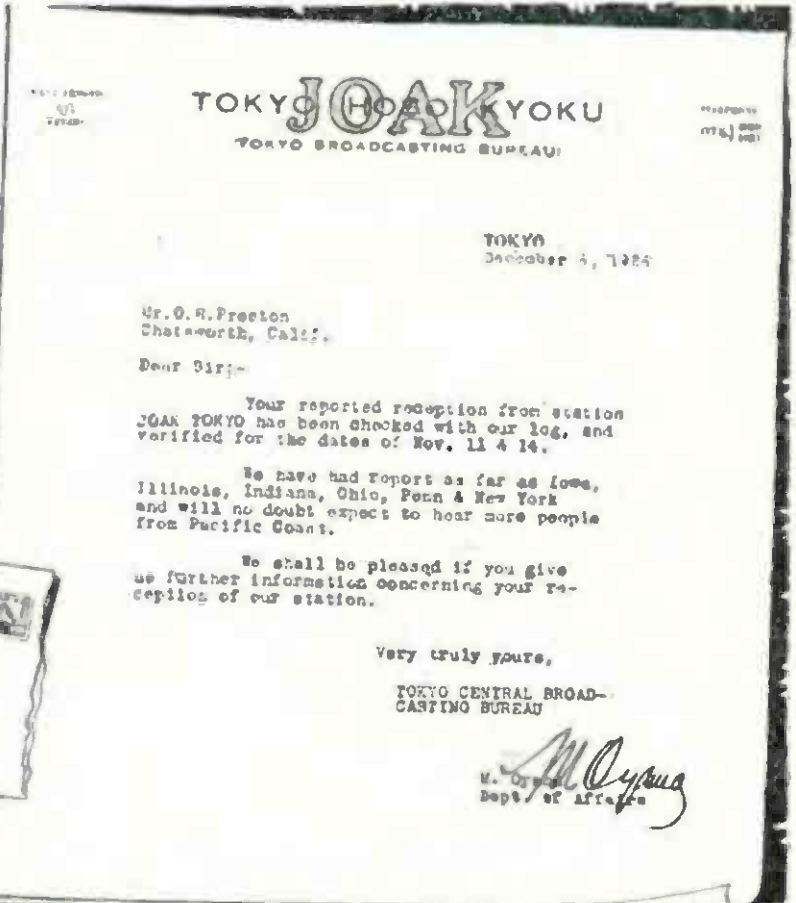 JOAK
TOKYO HOSO KYOKU
TOKYO BROADCASTING BUREAU
TOKYO
December
Mr.O.R.Preston
Chatsworth, Calif.
Dear Sir;-
Your reported reception from station
JOAK TOKYO has been checked with our log, and
verified for the dates of Nov. 11 & 14.
We have had report as far as Iowa,
Illinois, Indiana, Ohio, Penn & New York
and will no doubt expect to hear more people
from Pacific Coast.
We shall be pleased if you give
us further information concerning your re-
ception of our station.
Very truly yours,
TOKYO CENTRAL BROAD-
CASTING BUREAU
M.
Dept. of Affairs